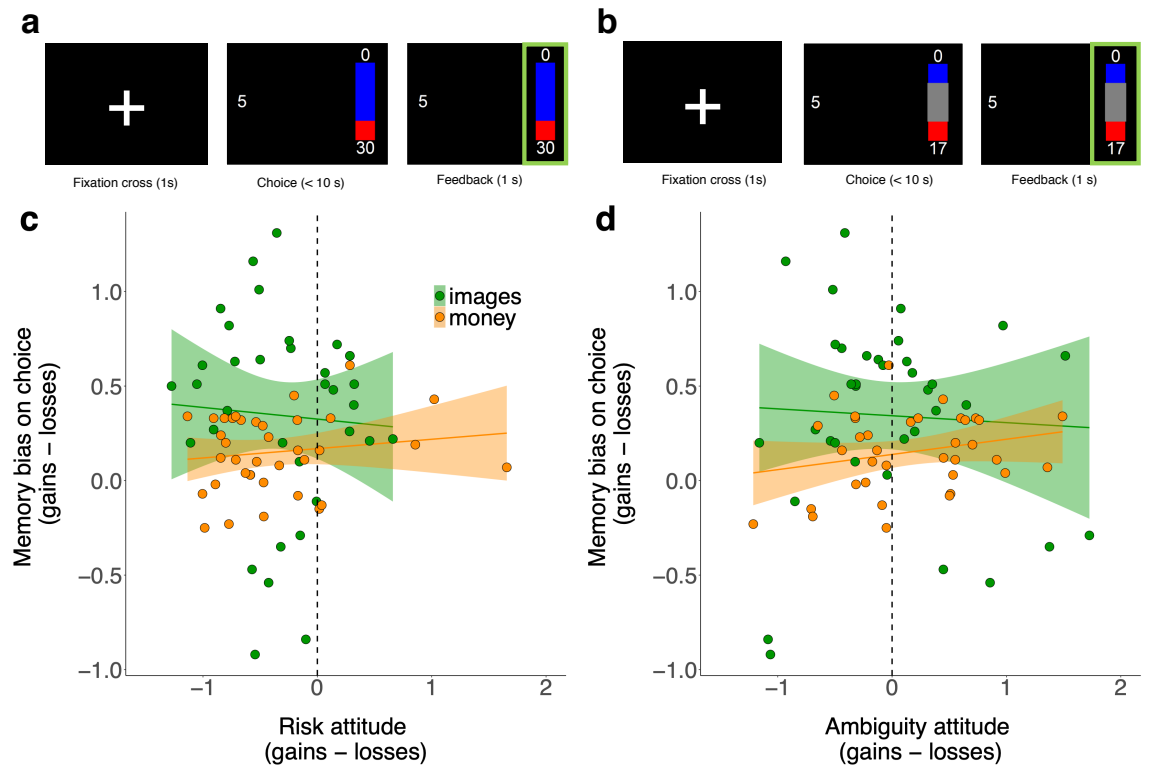 a
b
0
5
30
0
5
30
0
5
17
0
5
17
Fixation cross (1s)
Choice (< 10 s)
Feedback (1 s)
Fixation cross (1s)
Choice (< 10 s)
Feedback (1 s)
c
Memory bias on choice
(gains − losses)
1.0
0.5
0.0
−0.5
−1.0
images
money
−1
0
1
2
Risk attitude
(gains − losses)
d
Memory bias on choice
(gains − losses)
1.0
0.5
0.0
−0.5
−1.0
−1
0
1
2
Ambiguity attitude
(gains − losses)